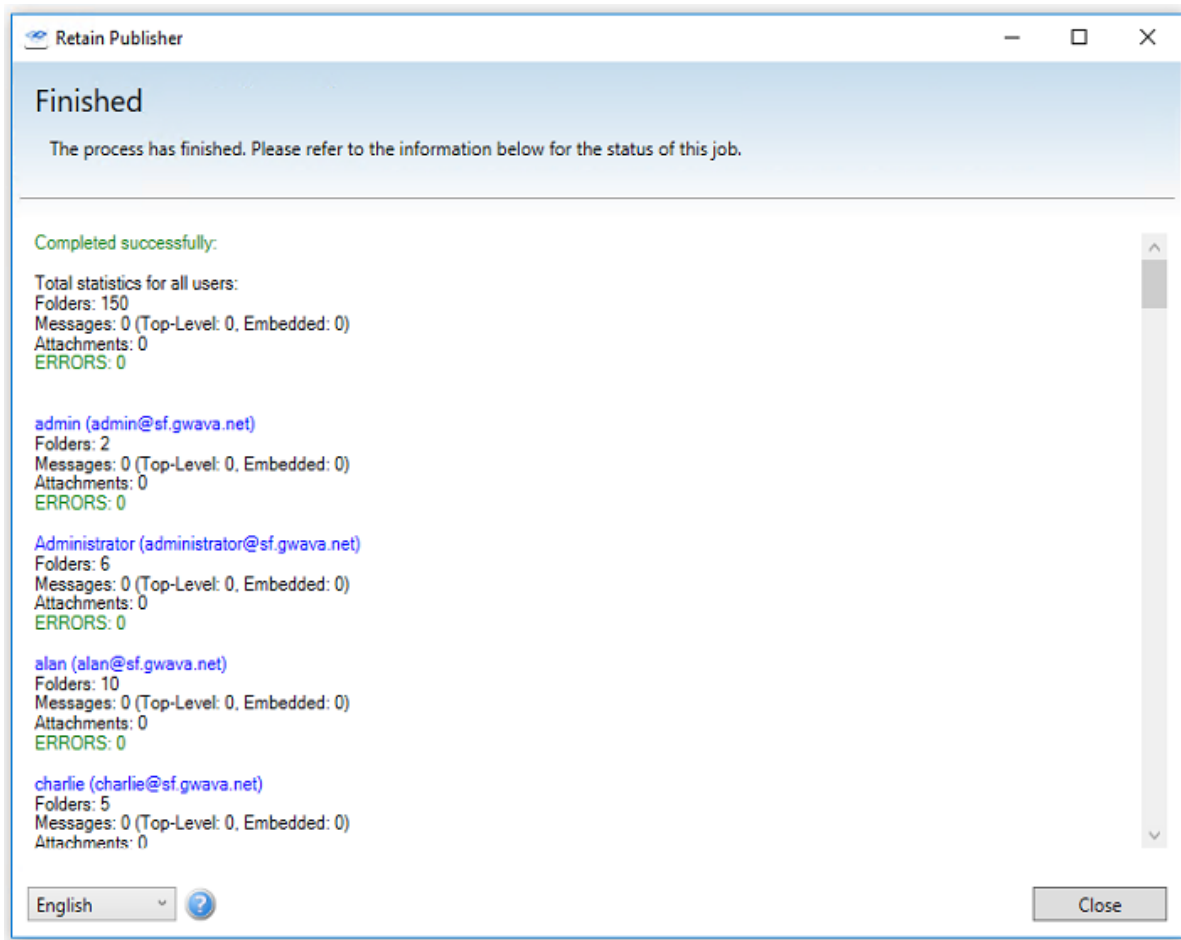 Retain Publisher
Finished
The process has finished. Please refer to the information below for the status of this job.
Completed successfully:
Total statistics for all users:
Folders: 150
Messages: 0 (Top-Level: 0, Embedded: 0)
Attachments: 0
ERRORS: 0
admin (admin@sf.gwava.net)
Folders: 2
Messages: 0 (Top-Level: 0, Embedded: 0)
Attachments: 0
ERRORS: 0
Administrator (administrator@sf.gwava.net)
Folders: 6
Messages: 0 (Top-Level: 0, Embedded: 0)
Attachments: 0
ERRORS: 0
alan (alan@sf.gwava.net)
Folders: 10
Messages: 0 (Top-Level: 0, Embedded: 0)
Attachments: 0
ERRORS: 0
charlie (charlie@sf.gwava.net)
Folders: 5
Messages: 0 (Top-Level: 0, Embedded: 0)
Attachments: 0
English ?
Close